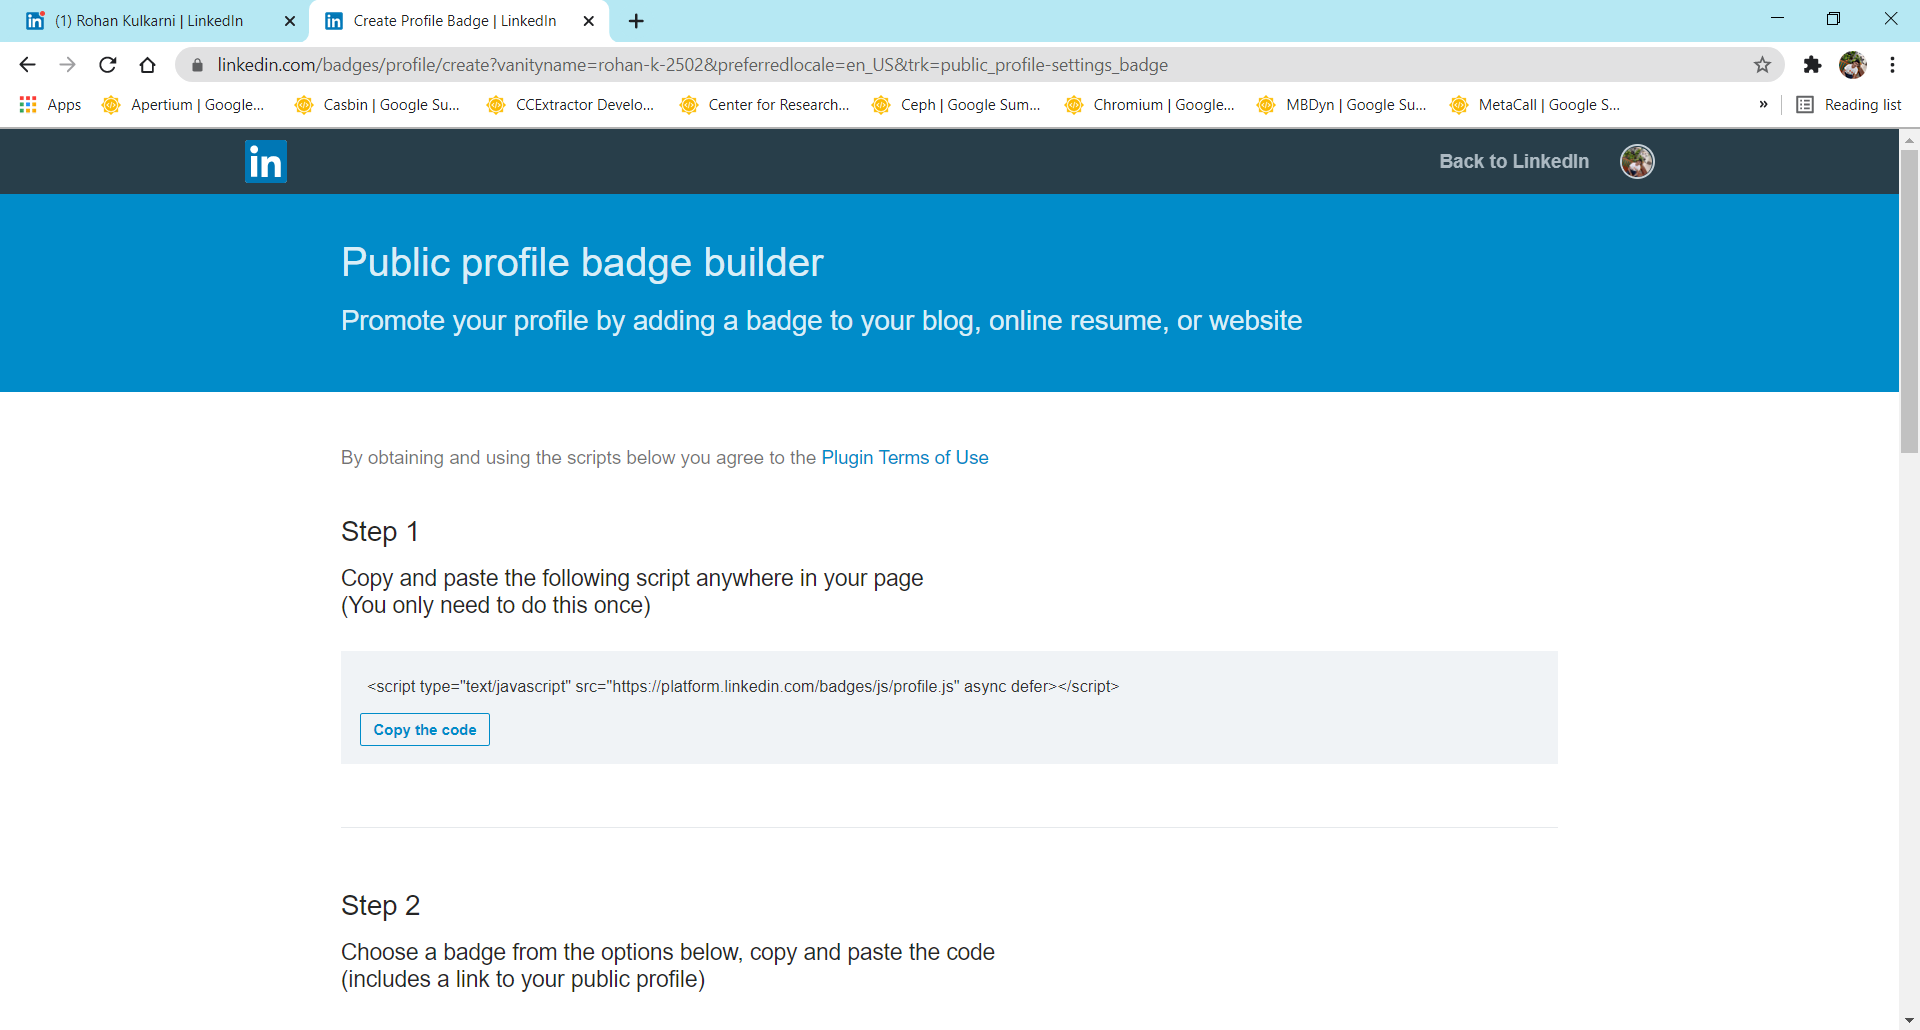 (1) Rohan Kulkarni | LinkedIn
Create Profile Badge | LinkedIn
linkedin.com/badges/profile/create?vanityname=rohan-k-2502&preferredlocale=en_US&trk=public_profile-settings_badge
Apps Apertium | Google... Casbin | Google Su... CCExtractor Develo... Center for Research... Ceph | Google Sum... Chromium | Google... MBDyn | Google Su... MetaCall | Google S... » Reading list
in Back to LinkedIn
Public profile badge builder
Promote your profile by adding a badge to your blog, online resume, or website
By obtaining and using the scripts below you agree to the Plugin Terms of Use
Step 1
Copy and paste the following script anywhere in your page
(You only need to do this once)
<script type="text/javascript" src="https://platform.linkedin.com/badges/js/profile.js" async defer></script>
Copy the code
Step 2
Choose a badge from the options below, copy and paste the code
(includes a link to your public profile)